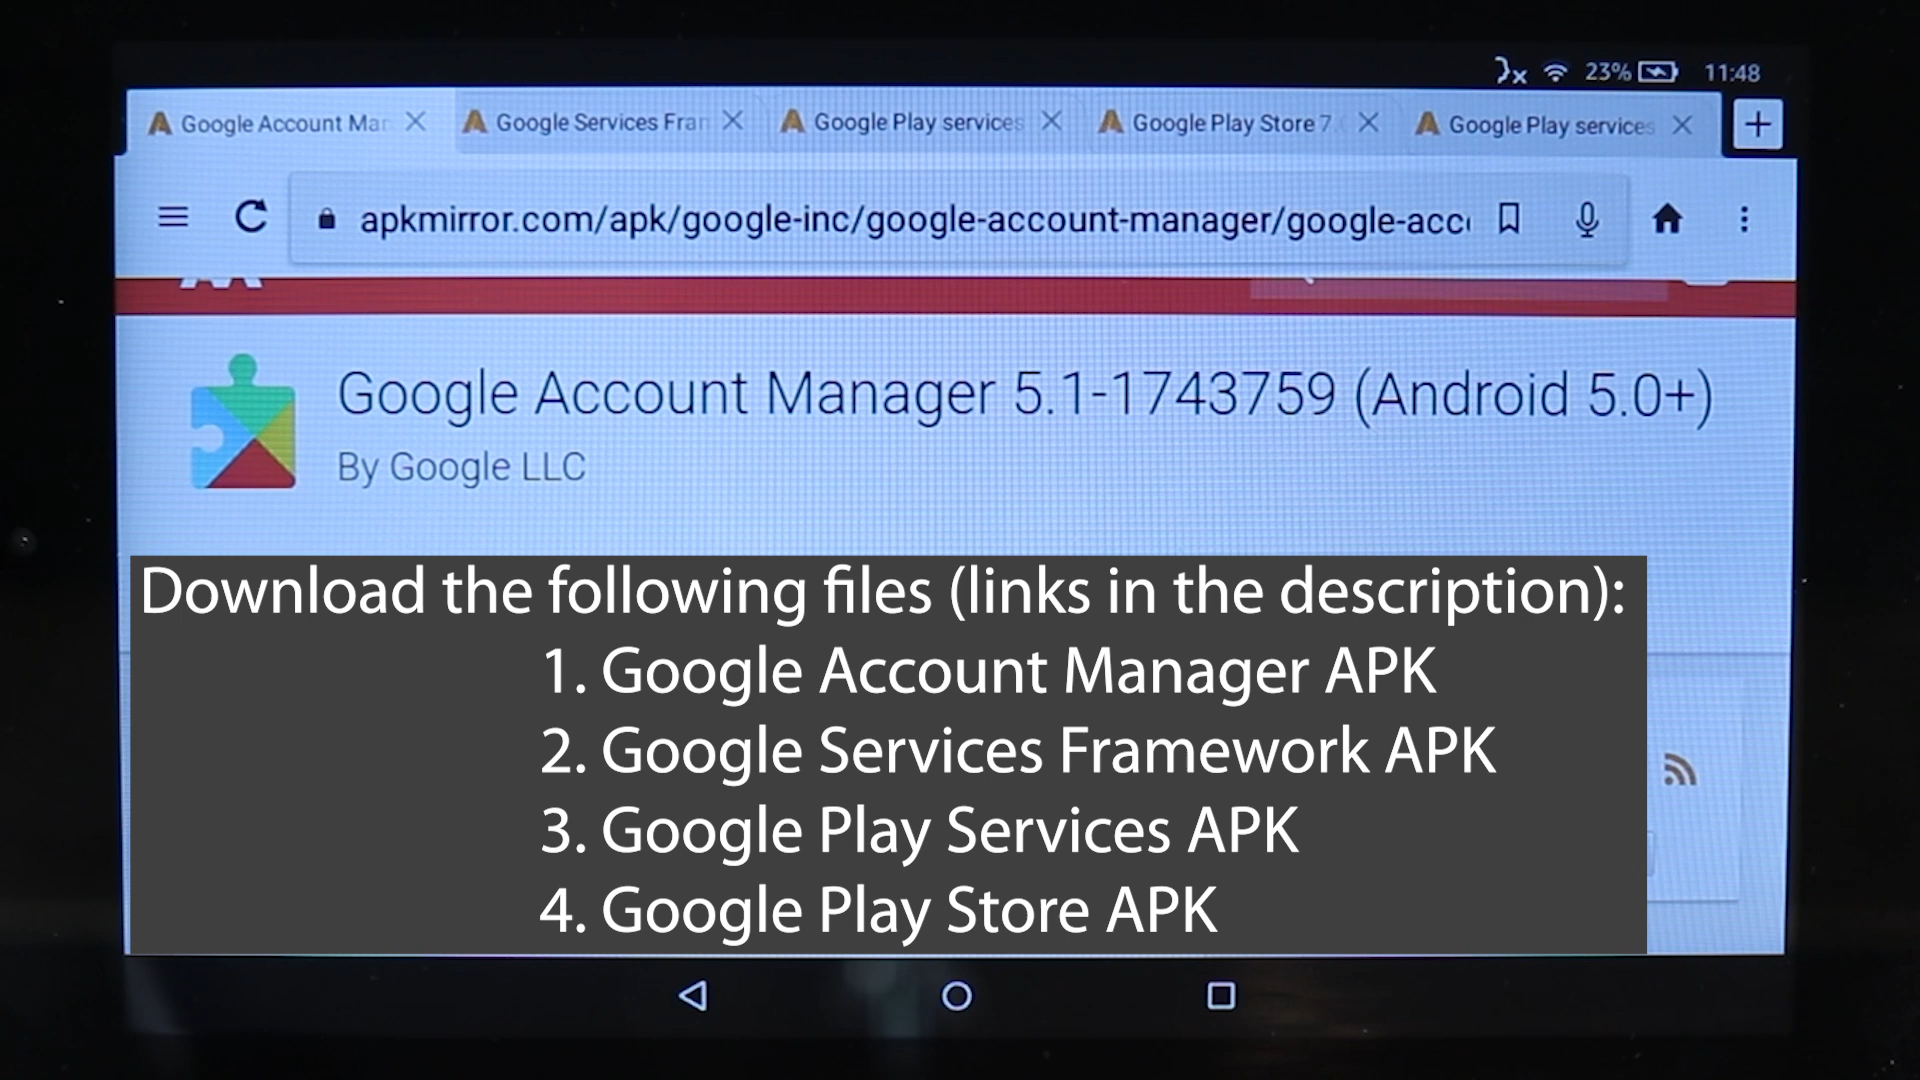 23% 11:48
Google Account Man
Google Services Fran
Google Play services
Google Play Store 7.
Google Play services
apkmirror.com/apk/google-inc/google-account-manager/google-acc
Google Account Manager 5.1-1743759 (Android 5.0+)
By Google LLC
Download the following files (links in the description):
1. Google Account Manager APK
2. Google Services Framework APK
3. Google Play Services APK
4. Google Play Store APK